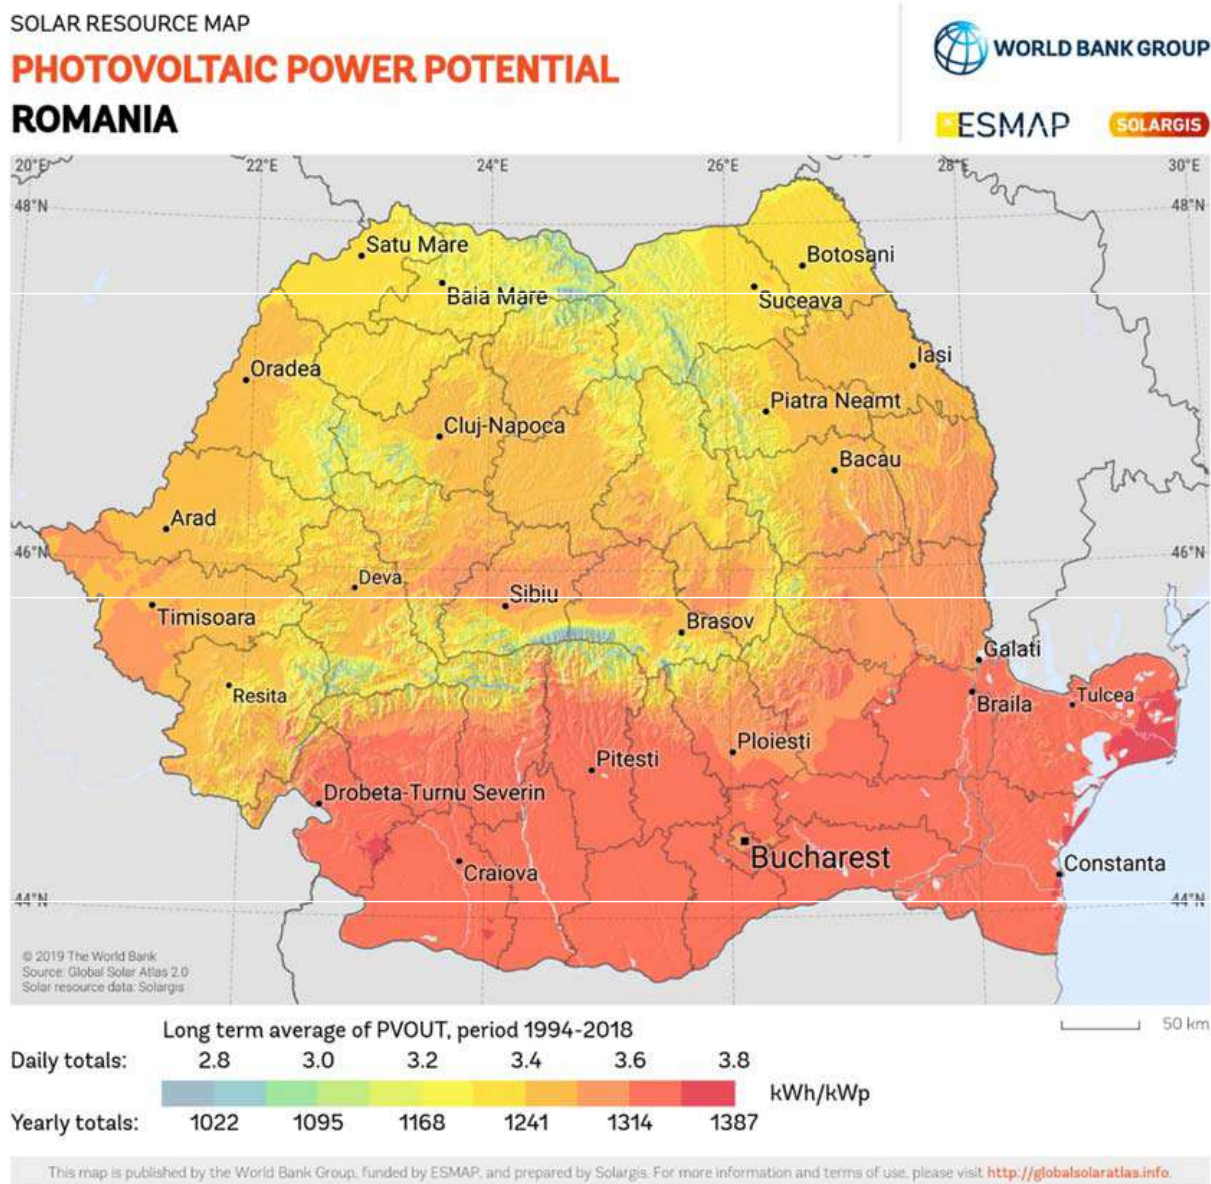 SOLAR RESOURCE MAP
PHOTOVOLTAIC POWER POTENTIAL
ROMANIA
WORLD BANK GROUP
ESMAP
SOLARGIS
20°E 22°E 24°E 26°E 28°E 30°E
48°N 48°N
Satu Mare
Botosani
Baia Mare
Suceava
Iasi
Oradea
Piatra Neamt
Cluj-Napoca
Bacau
Arad
46°N 46°N
Deva
Sibiu
Timisoara
Brasov
Galati
Resita
Tulcea
Braila
Ploiesti
Pitesti
Drobeta-Turnu Severin
Bucharest
Constanta
Craiova
44°N 44°N
© 2019 The World Bank
Source: Global Solar Atlas 2.0
Solar resource data: Solargis
Long term average of PVOUT, period 1994-2018
50 km
Daily totals: 2.8 3.0 3.2 3.4 3.6 3.8
kWh/kWp
Yearly totals: 1022 1095 1168 1241 1314 1387
This map is published by the World Bank Group, funded by ESMAP, and prepared by Solargis. For more information and terms of use, please visit http://globalsolaratlas.info.